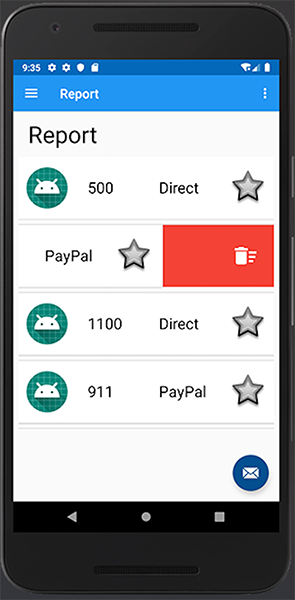 9:35
Report
Report
500 Direct
PayPal
1100 Direct
911 PayPal